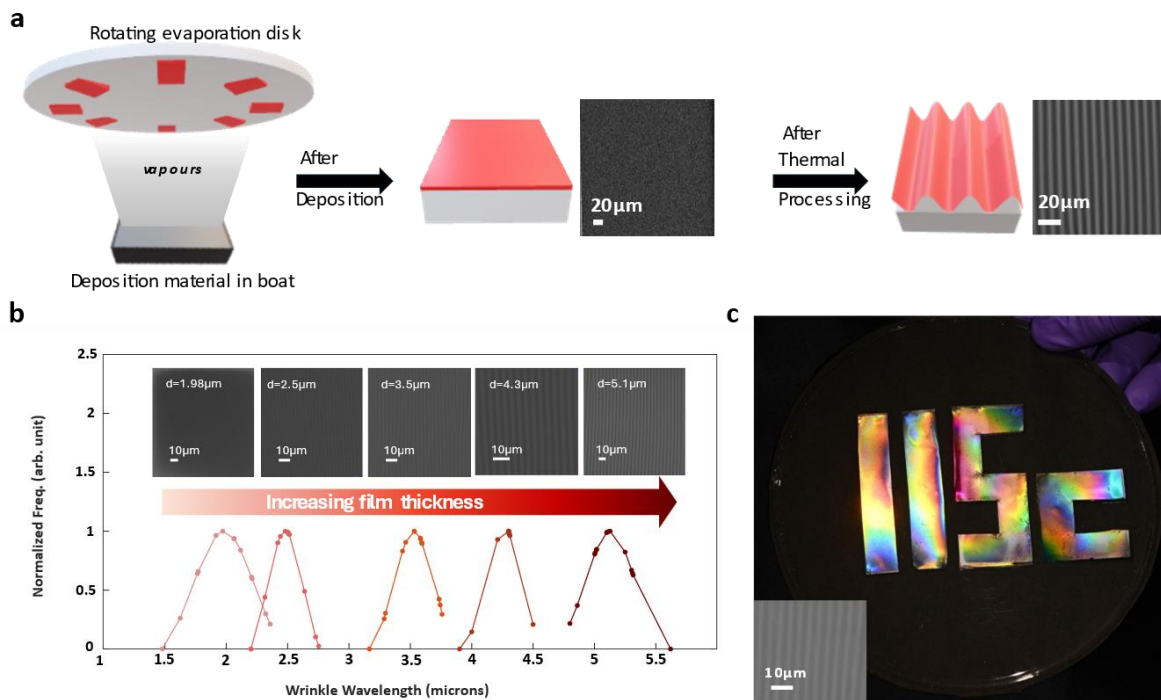 a
Rotating evaporation disk
vapours
Deposition material in boat
After
Deposition
20µm
After
Thermal
Processing
20µm
b
Normalized Freq. (arb. unit)
2.5
2
1.5
1
0.5
0
d=1.98µm
10µm
d=2.5µm
10µm
d=3.5µm
10µm
d=4.3µm
10µm
d=5.1µm
10µm
Increasing film thickness
1 1.5 2 2.5 3 3.5 4 4.5 5 5.5
Wrinkle Wavelength (microns)
c
IISc
10µm